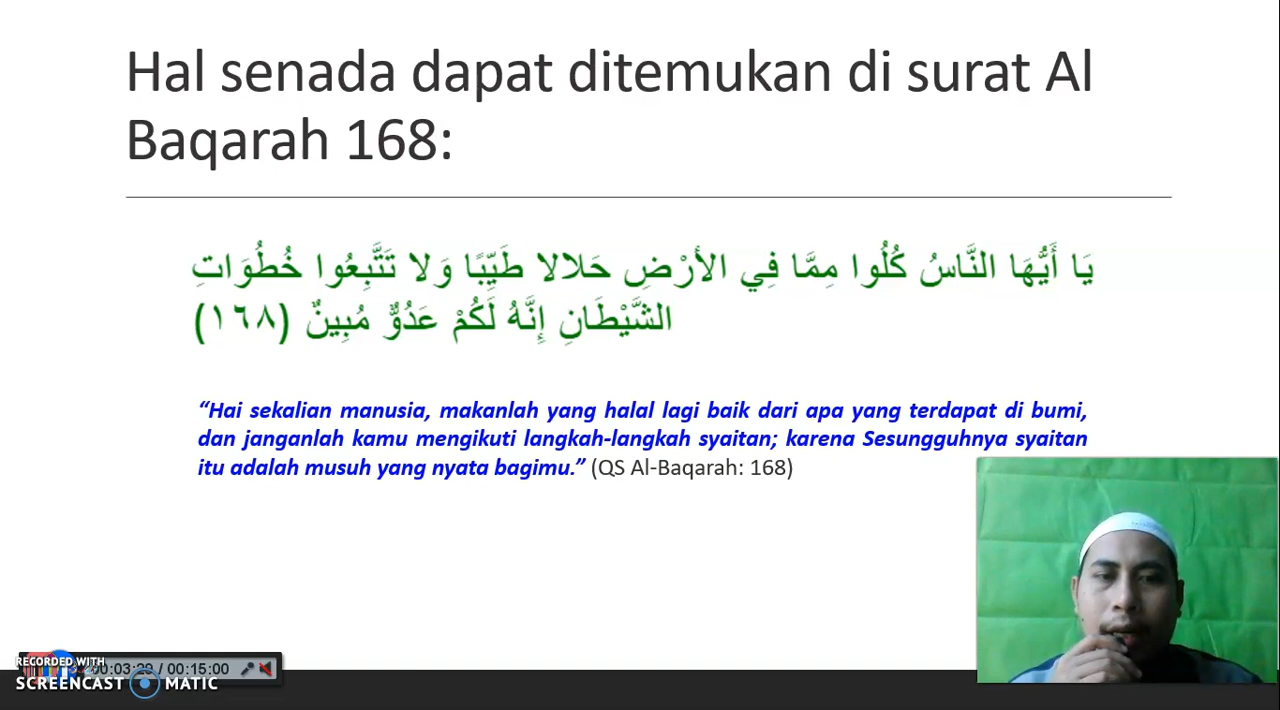 Hal senada dapat ditemukan di surat Al
Baqarah 168:
يَا أَيُّهَا النَّاسُ كُلُوا مِمَّا فِي الأرْضِ حَلالا طَيِّبًا وَلا تَتَّبِعُوا خُطُوَاتِ
الشَّيْطَانِ إِنَّهُ لَكُمْ عَدُوٌّ مُبِينٌ (١٦٨)
“Hai sekalian manusia, makanlah yang halal lagi baik dari apa yang terdapat di bumi,
dan janganlah kamu mengikuti langkah-langkah syaitan; karena Sesungguhnya syaitan
itu adalah musuh yang nyata bagimu.” (QS Al-Baqarah: 168)
RECORDED WITH
/ 00:15:00
SCREENCAST MATIC